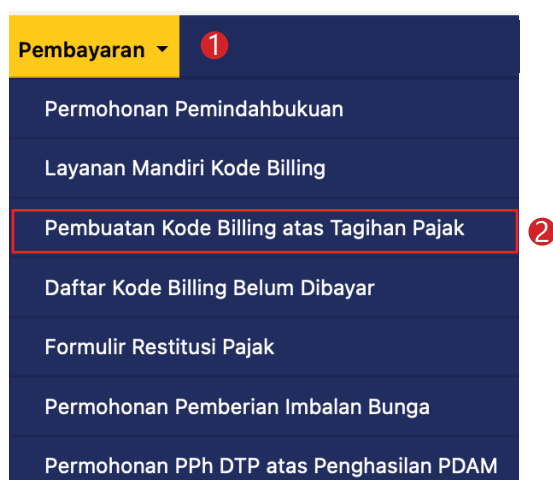 Pembayaran 1
Permohonan Pemindahbukuan
Layanan Mandiri Kode Billing
Pembuatan Kode Billing atas Tagihan Pajak 2
Daftar Kode Billing Belum Dibayar
Formulir Restitusi Pajak
Permohonan Pemberian Imbalan Bunga
Permohonan PPh DTP atas Penghasilan PDAM